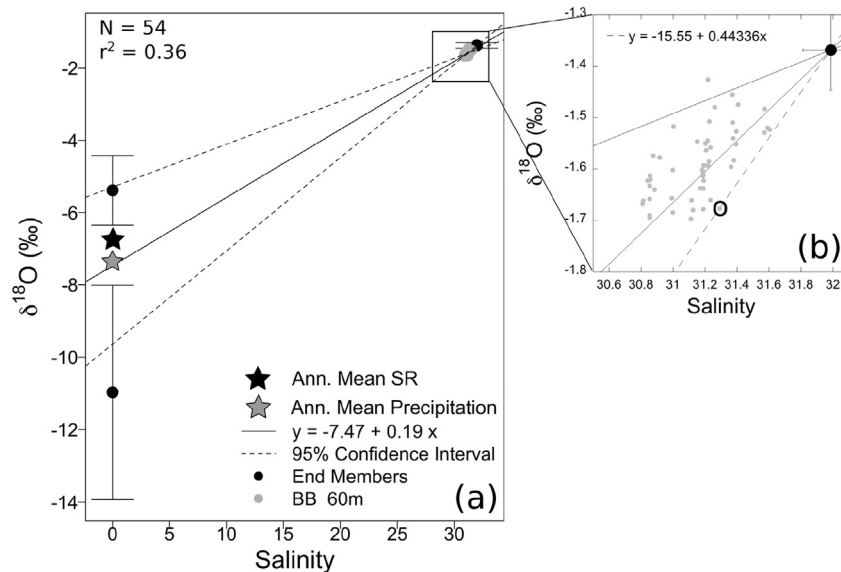 N = 54
r² = 0.36
-2
-4
-6
-8
-10
-12
-14
δ¹⁸O (‰)
Ann. Mean SR
Ann. Mean Precipitation
y = -7.47 + 0.19 x
95% Confidence Interval
End Members
BB 60m
(a)
0 5 10 15 20 25 30
Salinity
-1.3
-1.4
-1.5
-1.6
-1.7
-1.8
δ¹⁸O (‰)
y = -15.55 + 0.44336x
O
(b)
30.6 30.8 31 31.2 31.4 31.6 31.8 32
Salinity